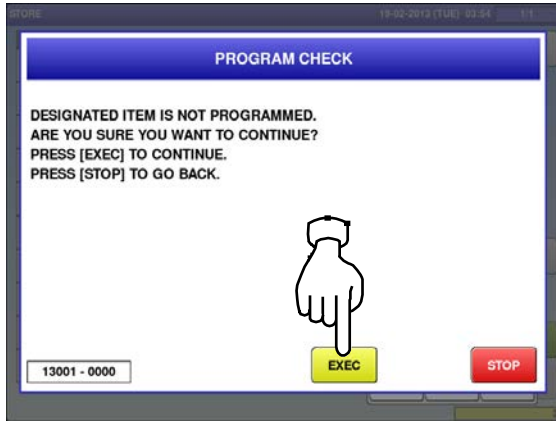 STORE 19-02-2013 (TUE) 03:54 1/1
PROGRAM CHECK
DESIGNATED ITEM IS NOT PROGRAMMED.
ARE YOU SURE YOU WANT TO CONTINUE?
PRESS [EXEC] TO CONTINUE.
PRESS [STOP] TO GO BACK.
EXEC STOP
13001 - 0000